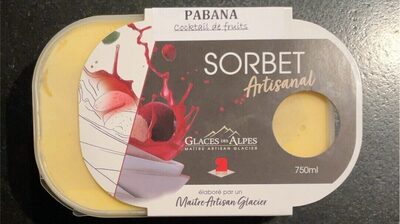 PABANA
Cocktail de fruits
SORBET
Artisanal
GLACES DES ALPES
MAÎTRE ARTISAN GLACIER
750ml
élaboré par un
Maître Artisan Glacier